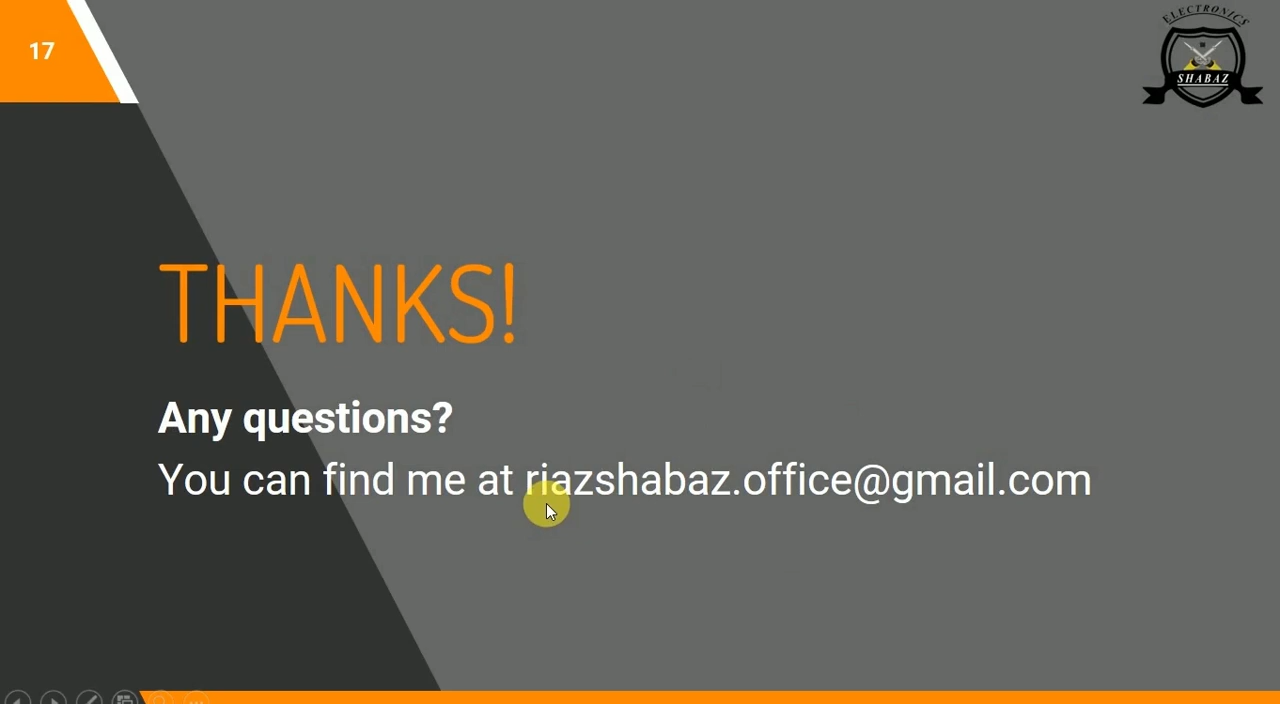 17
ELECTRONICS
SHABAZ
THANKS!
Any questions?
You can find me at riazshabaz.office@gmail.com